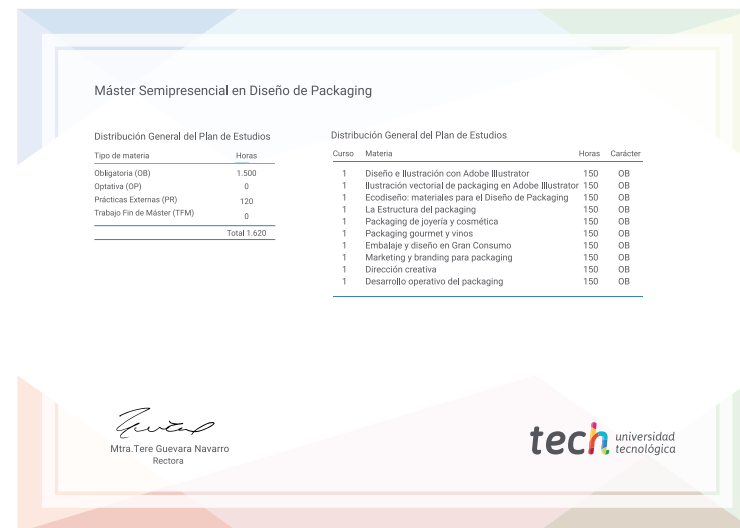 Máster Semipresencial en Diseño de Packaging
Distribución General del Plan de Estudios
Tipo de materia Horas
Obligatoria (OB) 1.500
Optativa (OP) 0
Prácticas Externas (PR) 120
Trabajo Fin de Máster (TFM) 0
Total 1.620
Distribución General del Plan de Estudios
Curso Materia Horas Carácter
1 Diseño e Ilustración con Adobe Illustrator 150 OB
1 Ilustración vectorial de packaging en Adobe Illustrator 150 OB
1 Ecodiseño: materiales para el Diseño de Packaging 150 OB
1 La Estructura del packaging 150 OB
1 Packaging de joyería y cosmética 150 OB
1 Packaging gourmet y vinos 150 OB
1 Embalaje y diseño en Gran Consumo 150 OB
1 Marketing y branding para packaging 150 OB
1 Dirección creativa 150 OB
1 Desarrollo operativo del packaging 150 OB
Mtra.Tere Guevara Navarro
Rectora
tech universidad
tecnológica